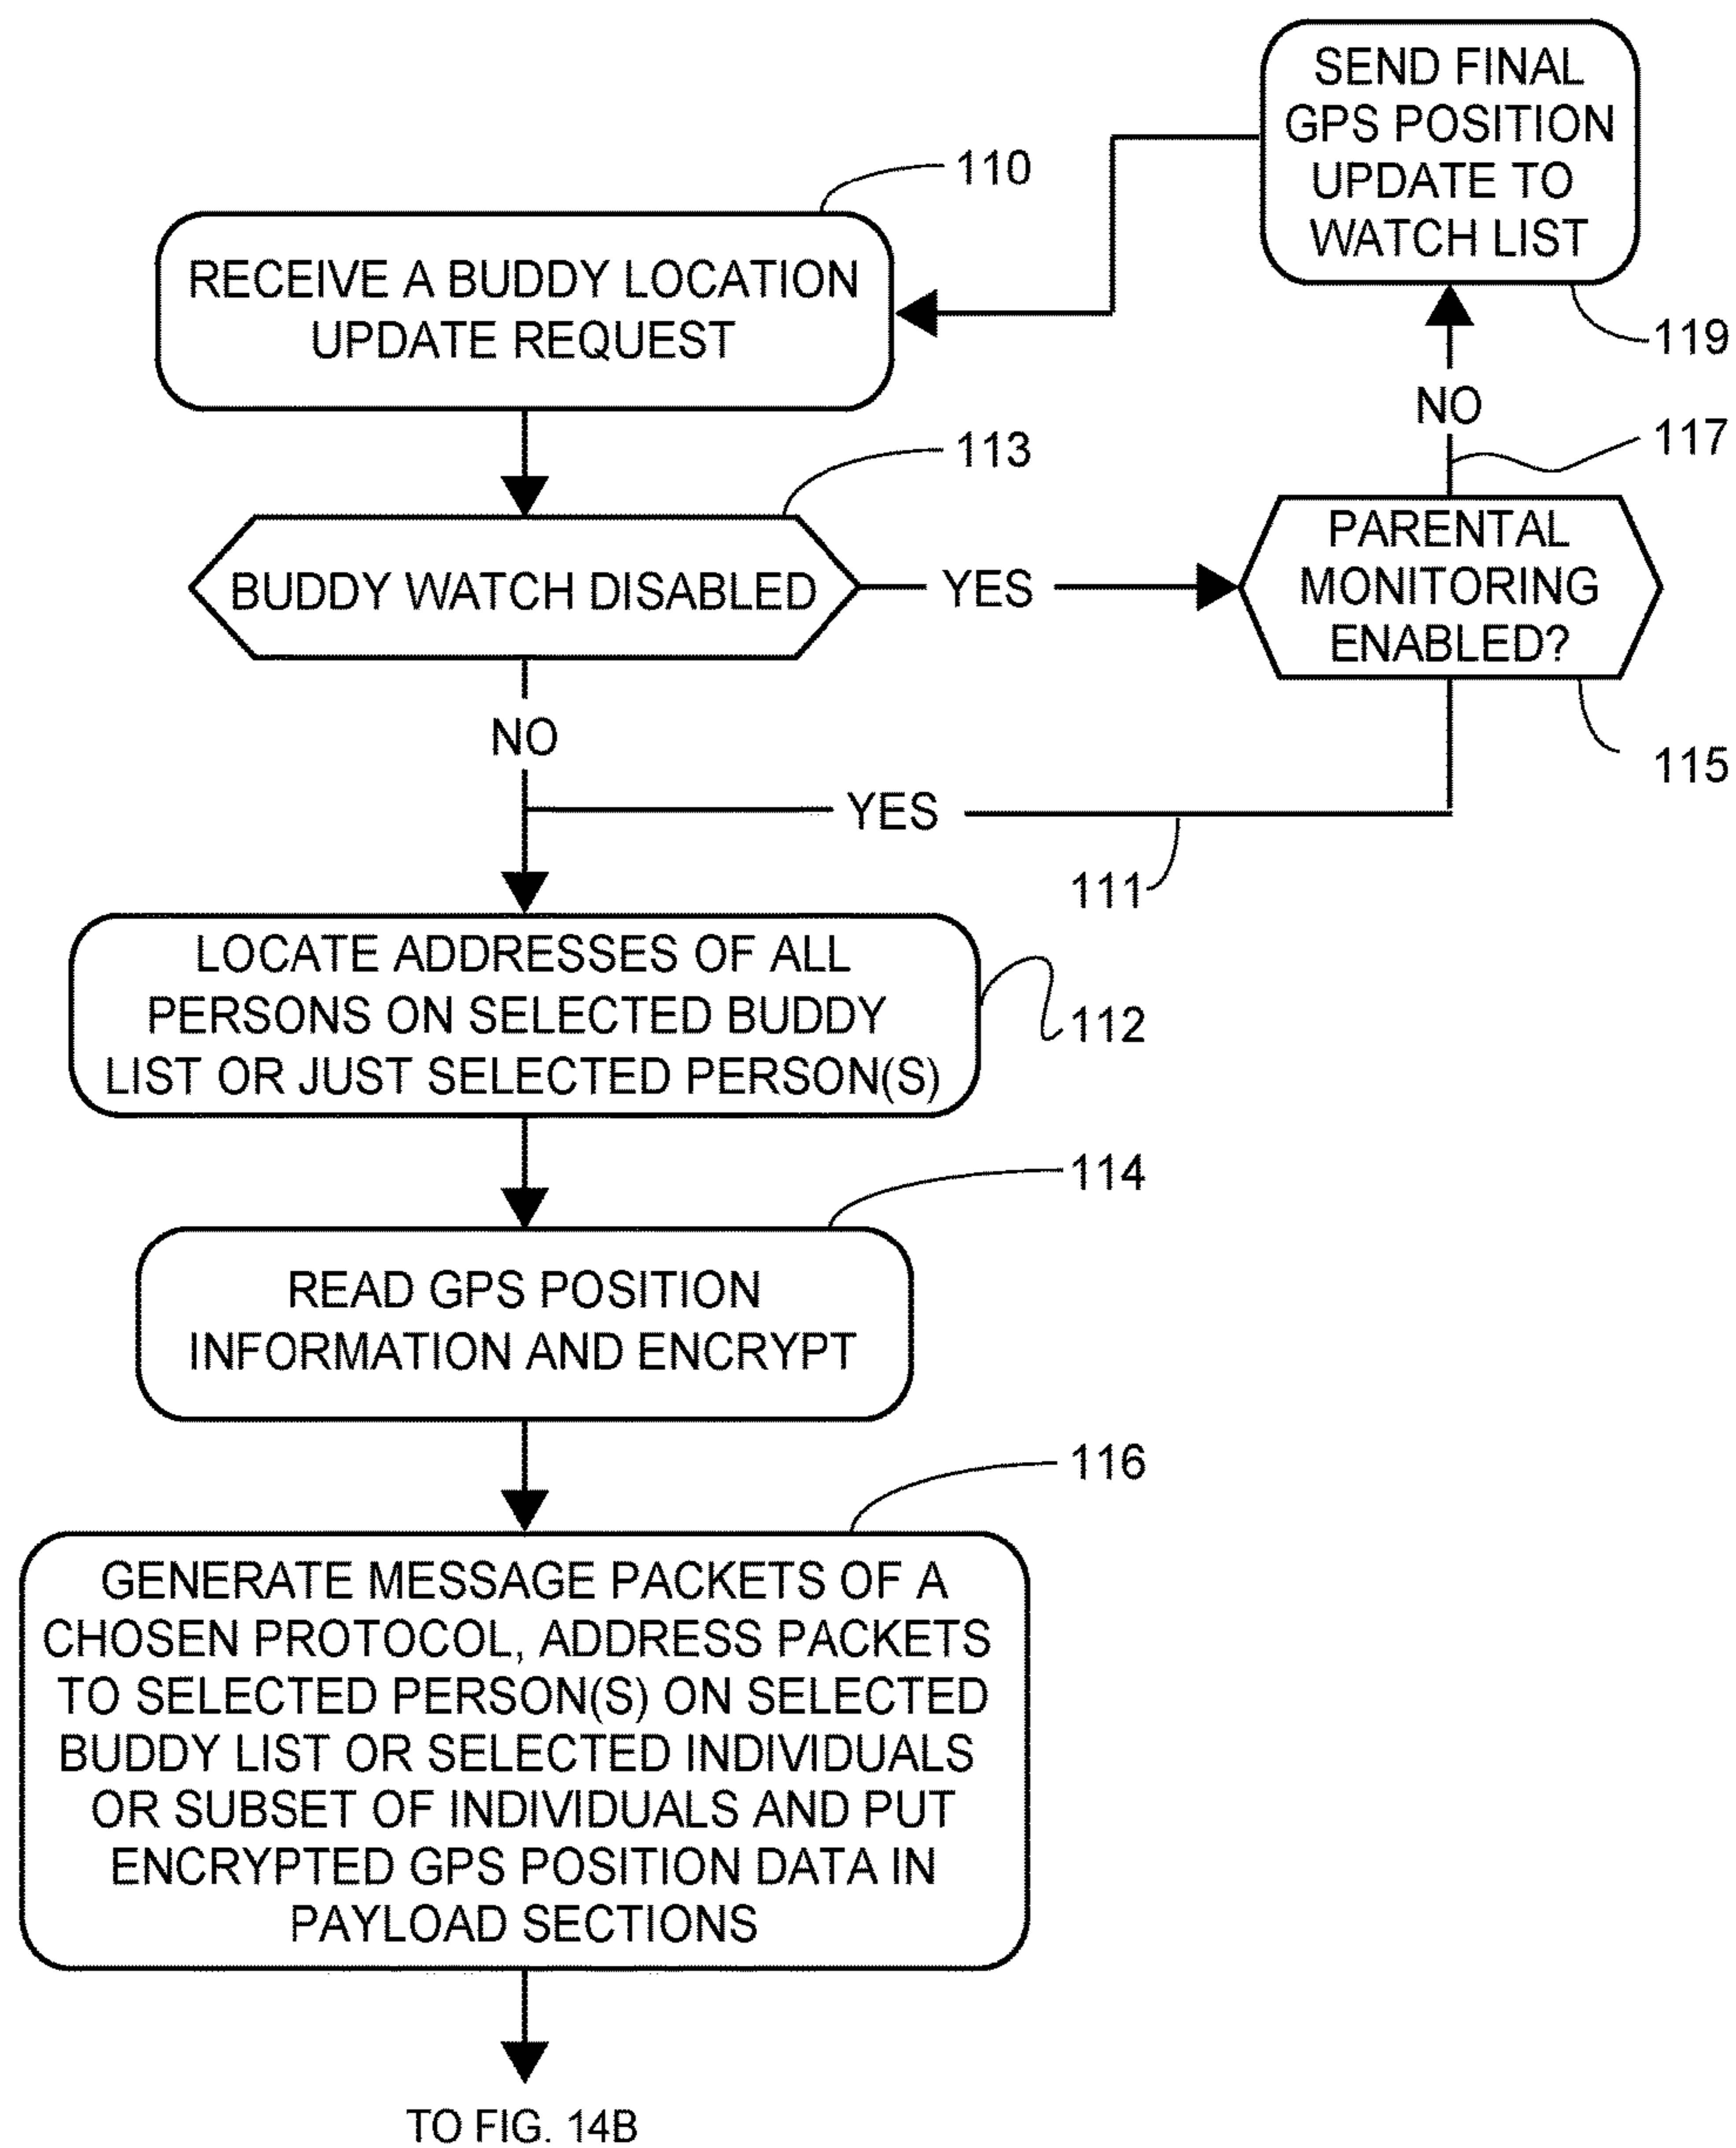 SEND FINAL
GPS POSITION
UPDATE TO
WATCH LIST
119
110
RECEIVE A BUDDY LOCATION
UPDATE REQUEST
NO
117
113
BUDDY WATCH DISABLED
YES
PARENTAL
MONITORING
ENABLED?
115
NO
YES
111
LOCATE ADDRESSES OF ALL
PERSONS ON SELECTED BUDDY
LIST OR JUST SELECTED PERSON(S)
112
114
READ GPS POSITION
INFORMATION AND ENCRYPT
116
GENERATE MESSAGE PACKETS OF A
CHOSEN PROTOCOL, ADDRESS PACKETS
TO SELECTED PERSON(S) ON SELECTED
BUDDY LIST OR SELECTED INDIVIDUALS
OR SUBSET OF INDIVIDUALS AND PUT
ENCRYPTED GPS POSITION DATA IN
PAYLOAD SECTIONS
TO FIG. 14B